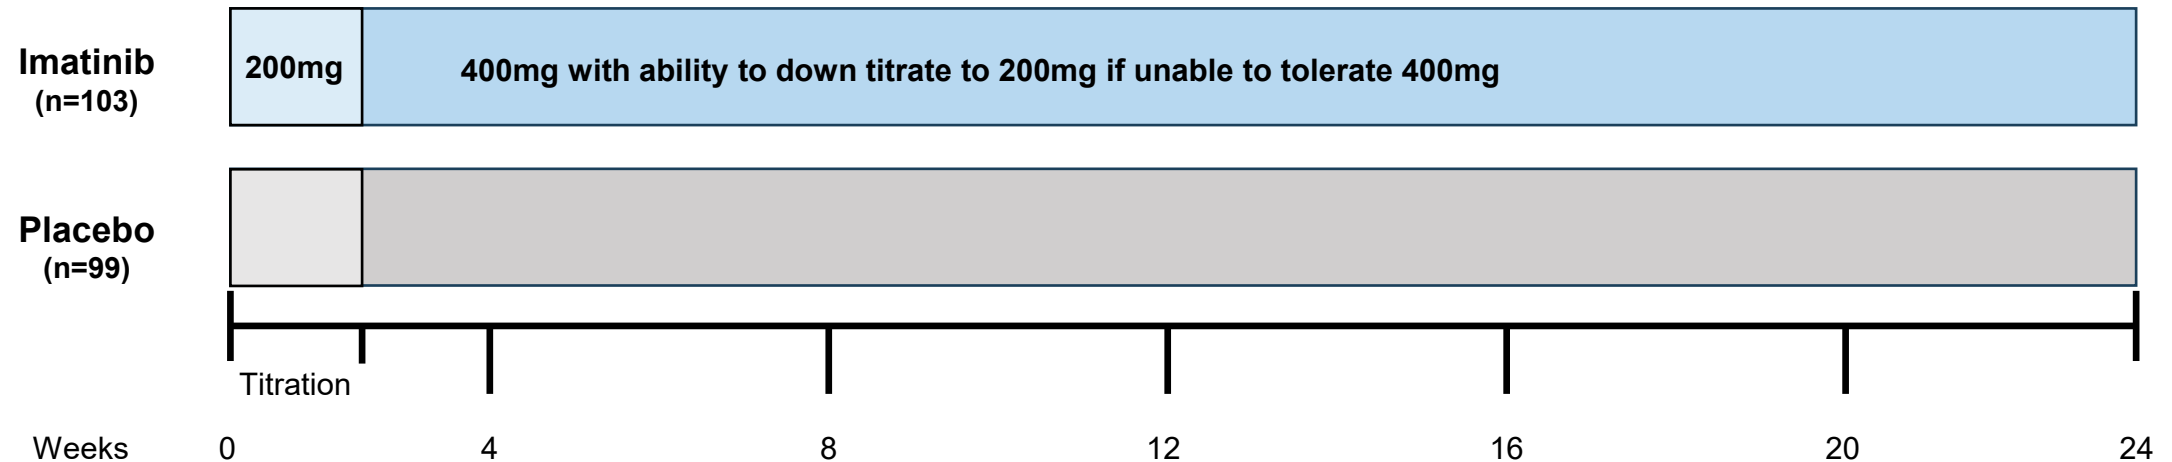 Imatinib
(n=103)
200mg
400mg with ability to down titrate to 200mg if unable to tolerate 400mg
Placebo
(n=99)
Titration
Weeks 0 4 8 12 16 20 24